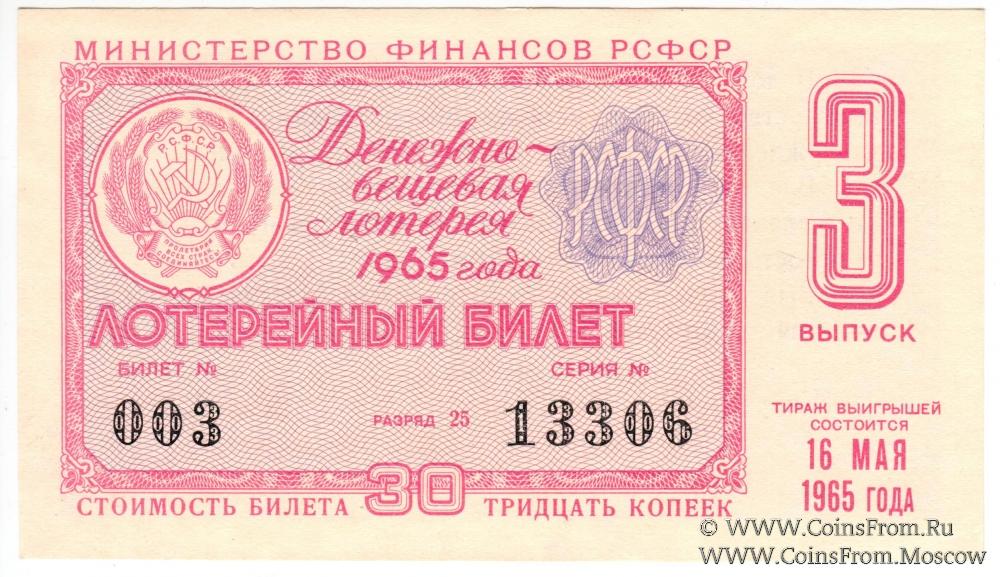 МИНИСТЕРСТВО ФИНАНСОВ РСФСР
РСФСР
ПРОЛЕТАРИИ
ВСЕХ СТРАН
СОЕДИНЯЙТЕСЬ!
Денежно-
вещевая
лотерея
1965 года
РСФСР
ЛОТЕРЕЙНЫЙ БИЛЕТ
БИЛЕТ № СЕРИЯ №
003 РАЗРЯД 25 13306
СТОИМОСТЬ БИЛЕТА 30 ТРИДЦАТЬ КОПЕЕК
3
ВЫПУСК
ТИРАЖ ВЫИГРЫШЕЙ
СОСТОИТСЯ
16 МАЯ
1965 ГОДА
© WWW.CoinsFrom.Ru
WWW.CoinsFrom.Moscow